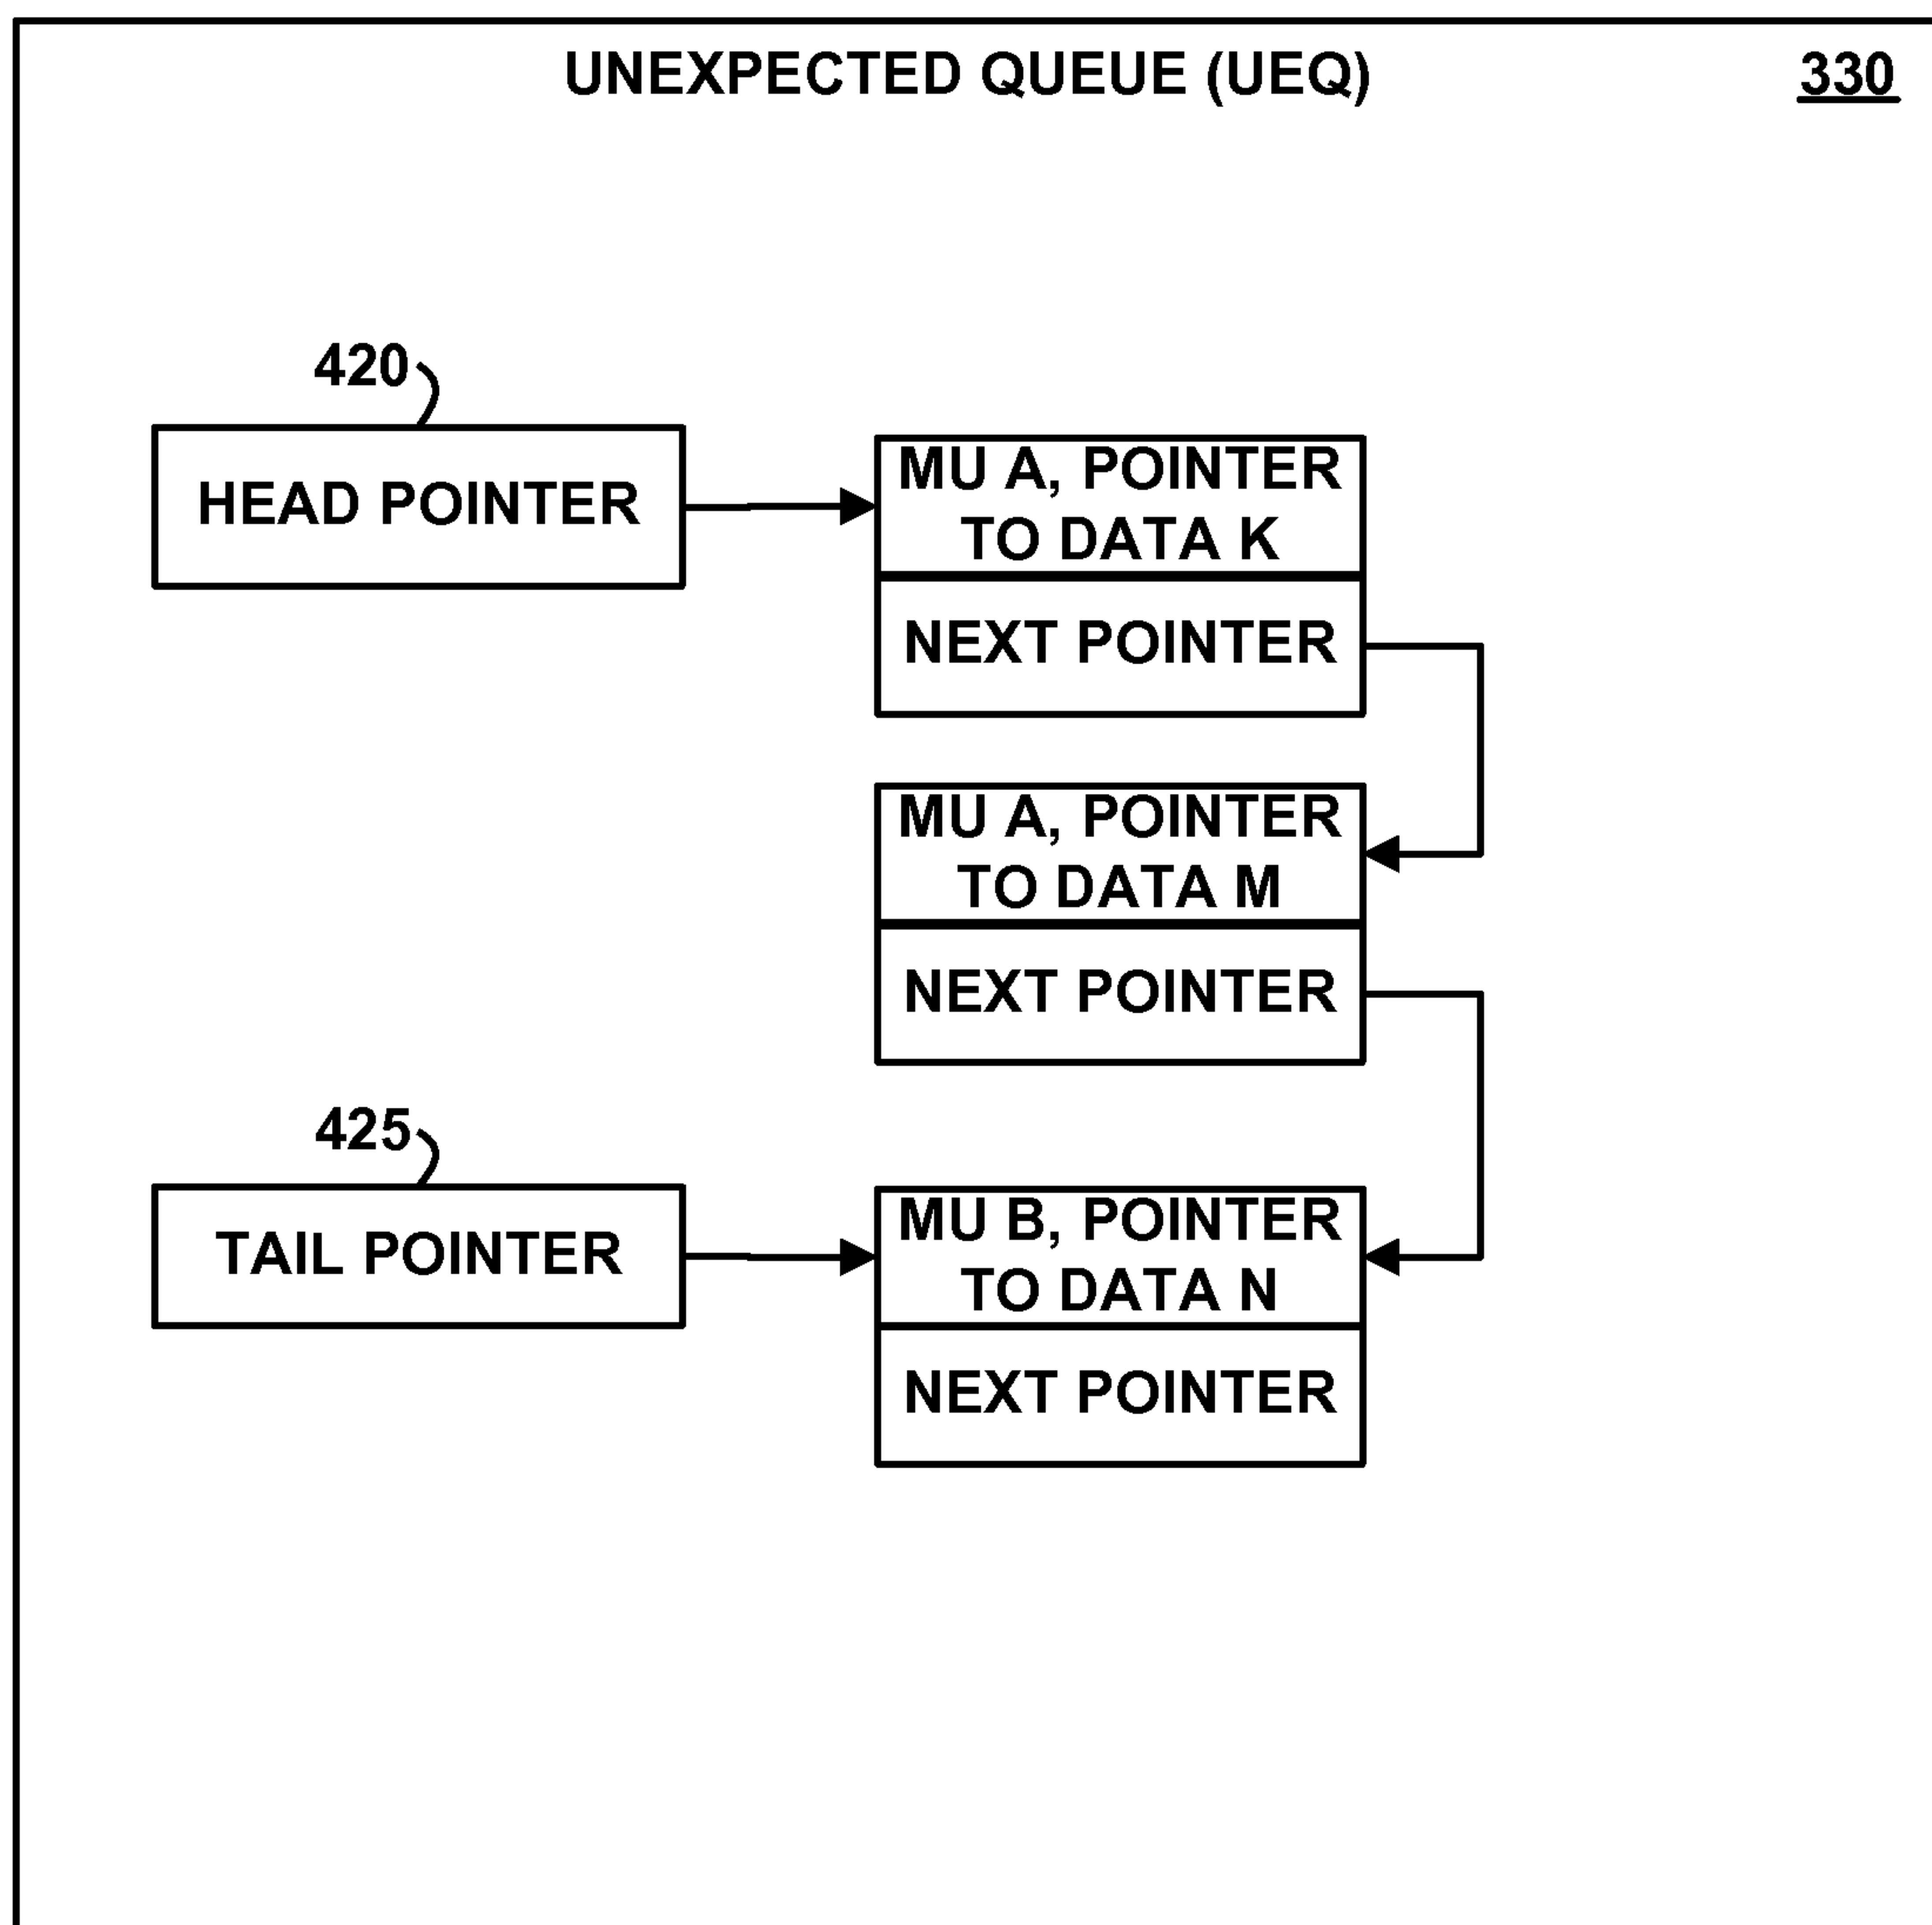 UNEXPECTED QUEUE (UEQ) 330
420
HEAD POINTER
MU A, POINTER
TO DATA K
NEXT POINTER
MU A, POINTER
TO DATA M
NEXT POINTER
425
TAIL POINTER
MU B, POINTER
TO DATA N
NEXT POINTER